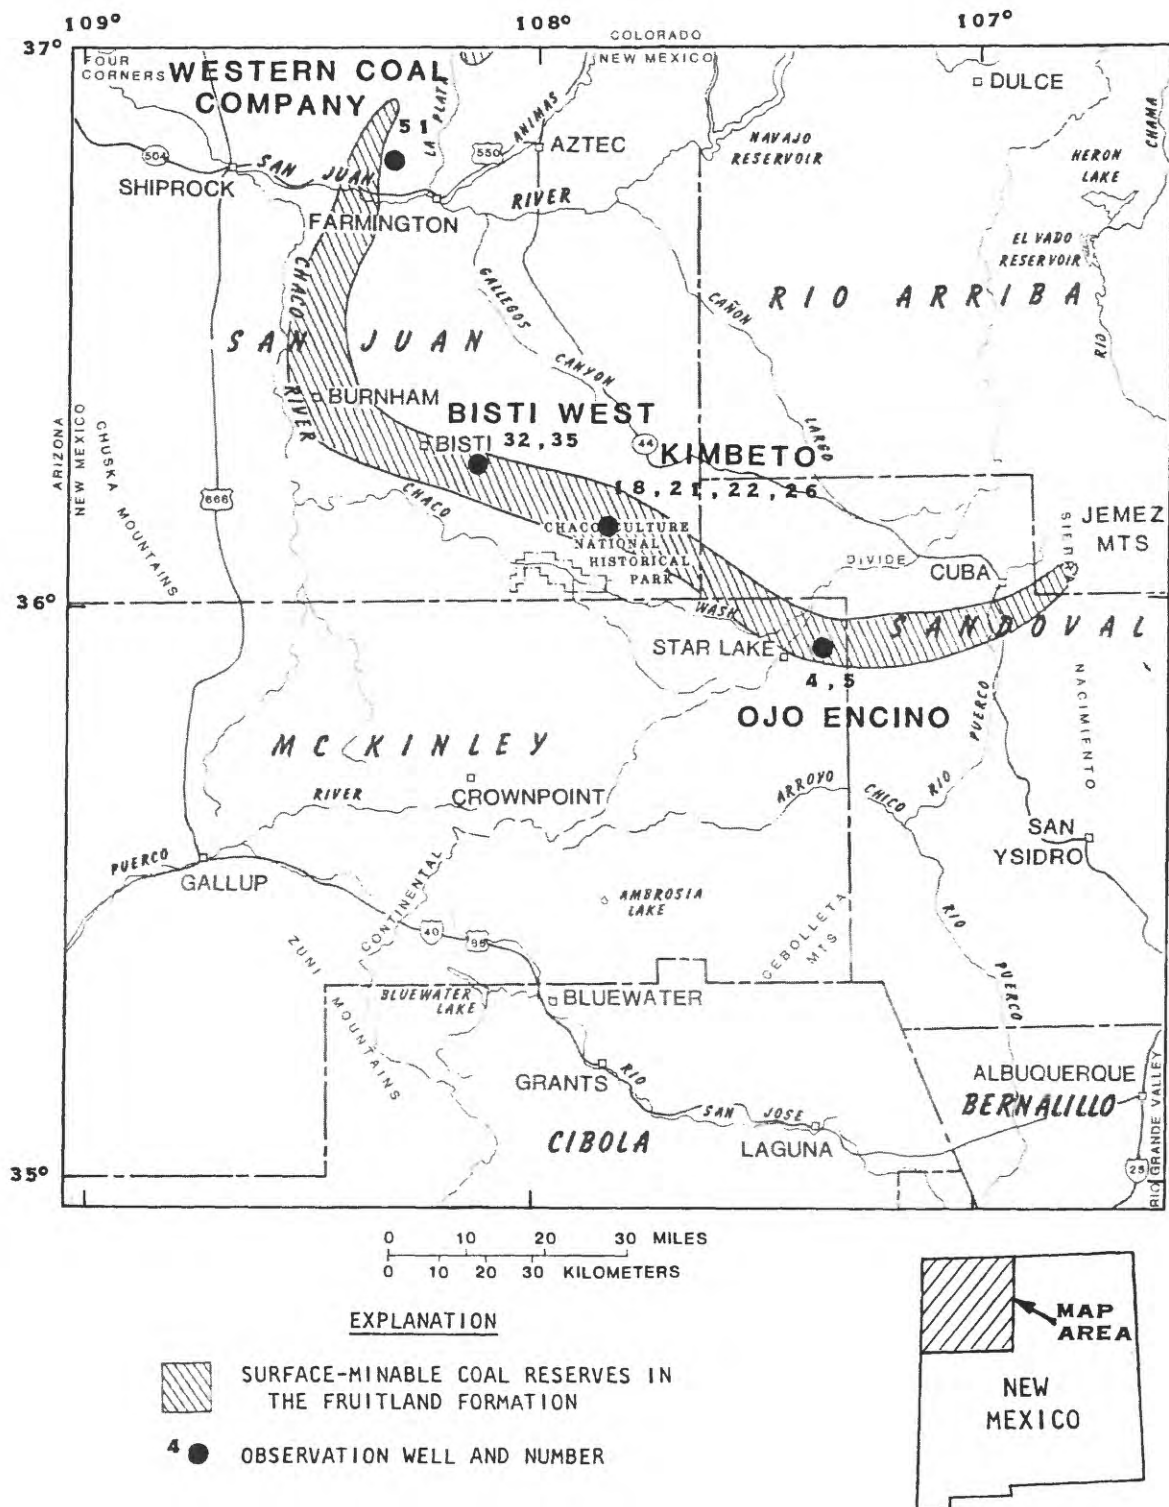 109°
108°
107°
37°
COLORADO
NEW MEXICO
FOUR
CORNERS
WESTERN COAL
COMPANY
51
LA PLATA
ANIMAS
550
AZTEC
DULCE
NAVAJO
RESERVOIR
CHAMA
HERON
LAKE
504
SHIPROCK
SAN JUAN RIVER
FARMINGTON
EL VADO
RESERVOIR
RIO
RIO ARRIBA
CHACO
RIVER
GALLEGOS
CANYON
CAÑON
LARGO
SAN JUAN
BURNHAM
BISTI WEST
BISTI
32,35
44
KIMBETO
18,21,22,26
ARIZONA
NEW MEXICO
CHUSKA MOUNTAINS
666
CHACO
CHACO CULTURE
NATIONAL
HISTORICAL
PARK
WASH
DIVIDE
CUBA
SIERRA
JEMEZ
MTS
36°
SANDOVAL
STAR LAKE
4,5
OJO ENCINO
NACIMIENTO
PUERCO
RIO
MCKINLEY
CROWNPOINT
RIVER
ARROYO
CHICO
SAN
YSIDRO
PUERCO
GALLUP
CONTINENTAL
40
66
AMBROSIA
LAKE
CEBOLLETA
MTS
RIO
PUERCO
ZUNI
MOUNTAINS
BLUEWATER
LAKE
BLUEWATER
GRANTS
RIO
SAN JOSE
CIBOLA
LAGUNA
ALBUQUERQUE
BERNALILLO
25
RIO GRANDE VALLEY
35°
0 10 20 30 MILES
0 10 20 30 KILOMETERS
EXPLANATION
SURFACE-MINABLE COAL RESERVES IN
THE FRUITLAND FORMATION
4 OBSERVATION WELL AND NUMBER
MAP
AREA
NEW
MEXICO